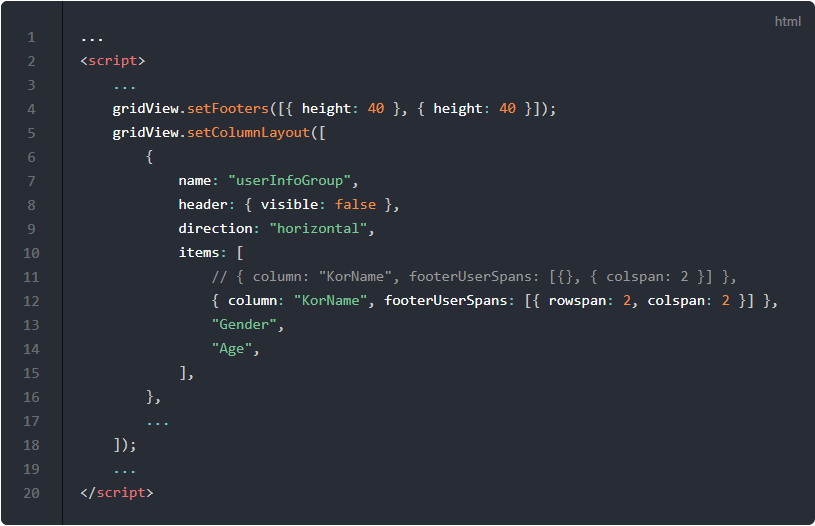 html
1 ...
2 <script>
3     ...
4     gridView.setFooters([{ height: 40 }, { height: 40 }]);
5     gridView.setColumnLayout([
6         {
7             name: "userInfoGroup",
8             header: { visible: false },
9             direction: "horizontal",
10             items: [
11                 // { column: "KorName", footerUserSpans: [{}, { colspan: 2 }] },
12                 { column: "KorName", footerUserSpans: [{ rowspan: 2, colspan: 2 }] },
13                 "Gender",
14                 "Age",
15             ],
16         },
17         ...
18     ]);
19     ...
20 </script>